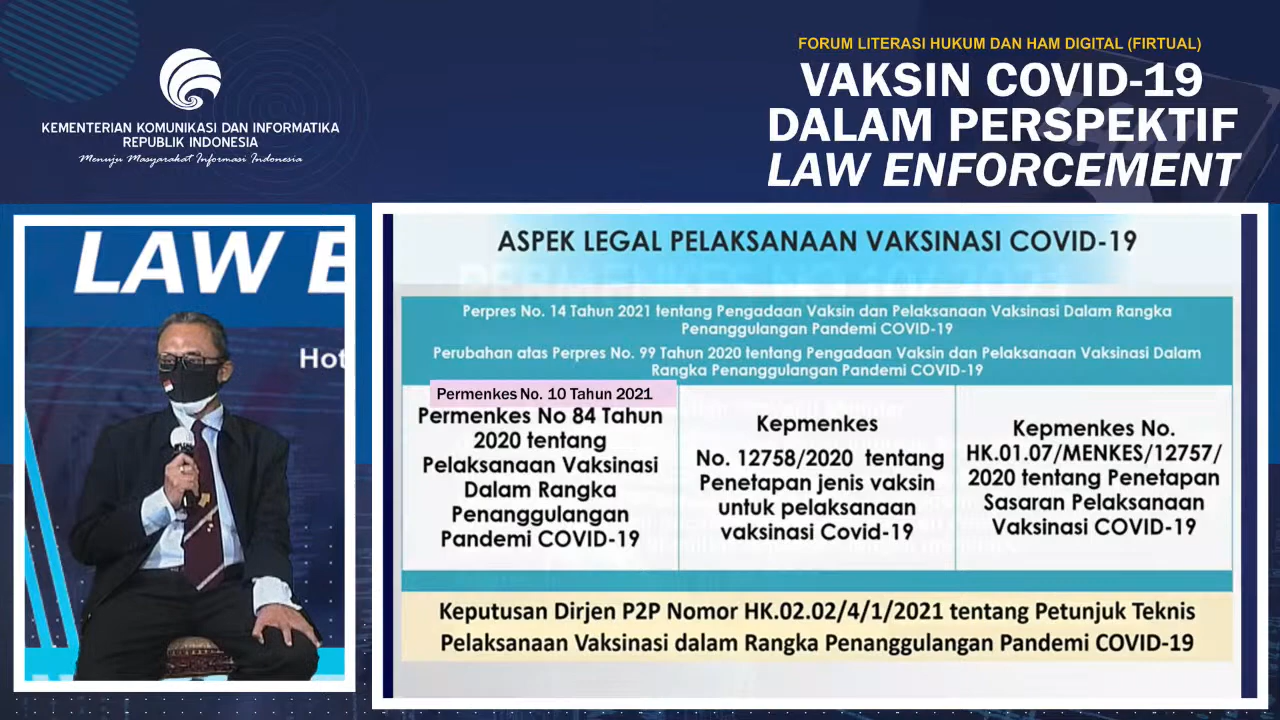 KEMENTERIAN KOMUNIKASI DAN INFORMATIKA
REPUBLIK INDONESIA
Menuju Masyarakat Informasi Indonesia
FORUM LITERASI HUKUM DAN HAM DIGITAL (FIRTUAL)
VAKSIN COVID-19
DALAM PERSPEKTIF
LAW ENFORCEMENT
LAW E
Hot
ASPEK LEGAL PELAKSANAAN VAKSINASI COVID-19
Perpres No. 14 Tahun 2021 tentang Pengadaan Vaksin dan Pelaksanaan Vaksinasi Dalam Rangka
Penanggulangan Pandemi COVID-19
Perubahan atas Perpres No. 99 Tahun 2020 tentang Pengadaan Vaksin dan Pelaksanaan Vaksinasi Dalam
Rangka Penanggulangan Pandemi COVID-19
Permenkes No. 10 Tahun 2021
Permenkes No 84 Tahun
2020 tentang
Pelaksanaan Vaksinasi
Dalam Rangka
Penanggulangan
Pandemi COVID-19
Kepmenkes
No. 12758/2020 tentang
Penetapan jenis vaksin
untuk pelaksanaan
vaksinasi Covid-19
Kepmenkes No.
HK.01.07/MENKES/12757/
2020 tentang Penetapan
Sasaran Pelaksanaan
Vaksinasi COVID-19
Keputusan Dirjen P2P Nomor HK.02.02/4/1/2021 tentang Petunjuk Teknis
Pelaksanaan Vaksinasi dalam Rangka Penanggulangan Pandemi COVID-19